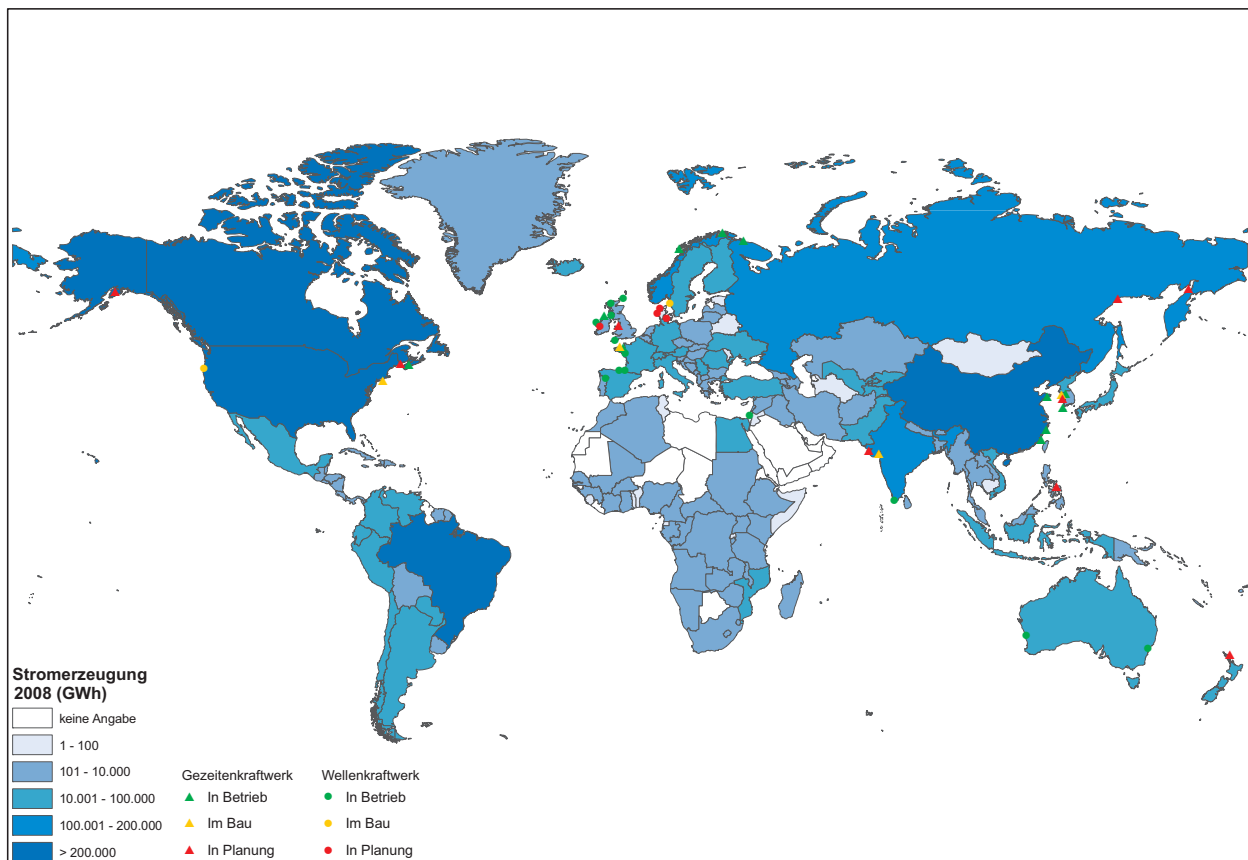 Stromerzeugung
2008 (GWh)
keine Angabe
1 - 100
101 - 10.000
10.001 - 100.000
100.001 - 200.000
> 200.000
Gezeitenkraftwerk
In Betrieb
Im Bau
In Planung
Wellenkraftwerk
In Betrieb
Im Bau
In Planung